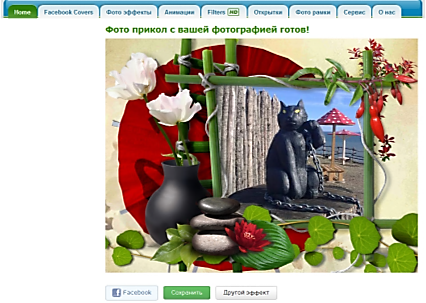 Home
Facebook Covers
Фото эффекты
Анимации
Filters HD
Открытки
Фото рамки
Сервис
О нас
Фото прикол с вашей фотографией готов!
Facebook
Сохранить
Другой эффект